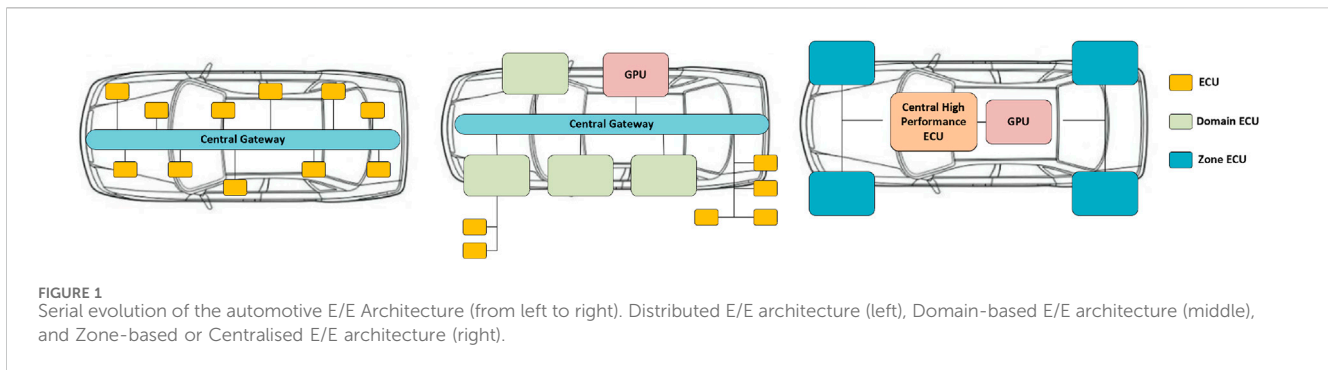 Central Gateway
GPU
Central Gateway
Central High
Performance
ECU
GPU
ECU
Domain ECU
Zone ECU
FIGURE 1
Serial evolution of the automotive E/E Architecture (from left to right). Distributed E/E architecture (left), Domain-based E/E architecture (middle),
and Zone-based or Centralised E/E architecture (right).